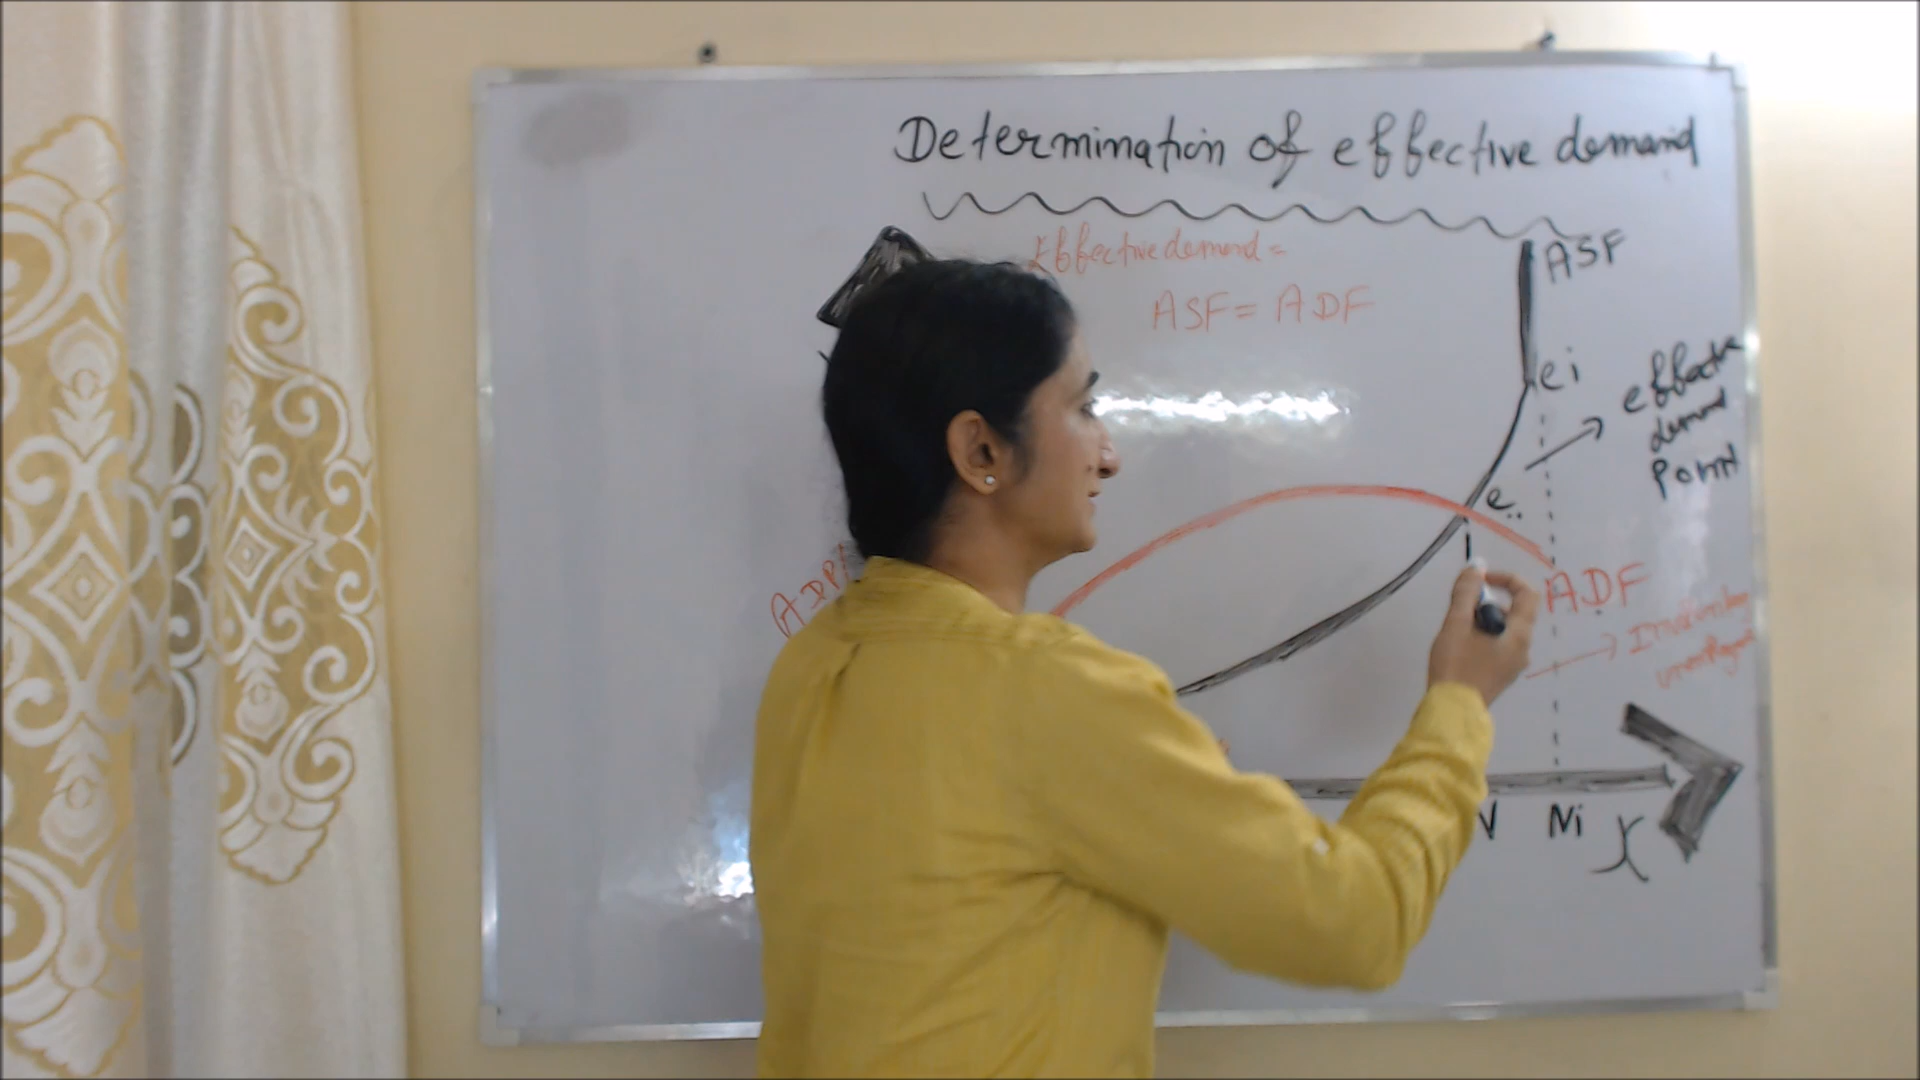 Determination of effective demand
Effective demand =
ASF = ADF
ASF
ei
effective
demand
point
e
ADF
N
Ni
X